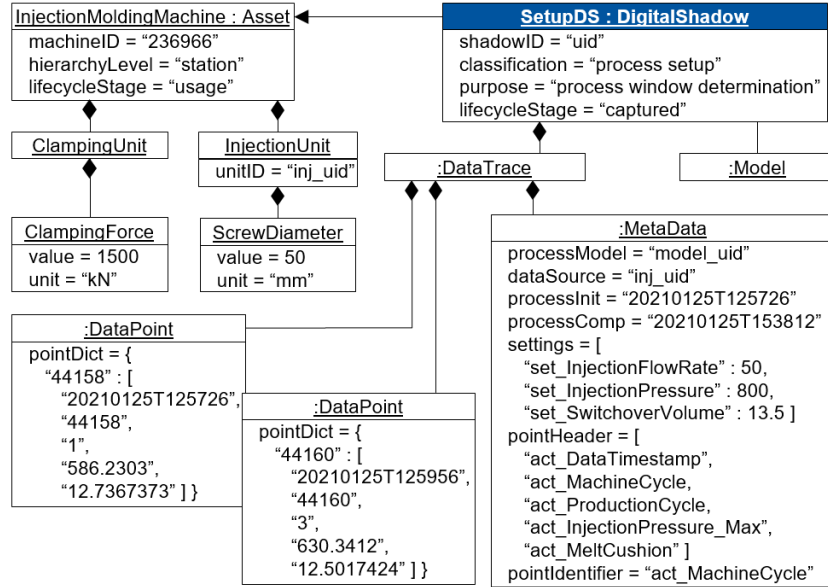 InjectionMoldingMachine : Asset
machineID = “236966”
hierarchyLevel = “station”
lifecycleStage = “usage”
SetupDS : DigitalShadow
shadowID = “uid”
classification = “process setup”
purpose = “process window determination”
lifecycleStage = “captured”
ClampingUnit
InjectionUnit
unitID = “inj_uid”
:DataTrace
:Model
ClampingForce
value = 1500
unit = “kN”
ScrewDiameter
value = 50
unit = “mm”
:MetaData
processModel = “model_uid”
dataSource = “inj_uid”
processInit = “20210125T125726”
processComp = “20210125T153812”
settings = [
“set_InjectionFlowRate” : 50,
“set_InjectionPressure” : 800,
“set_SwitchoverVolume” : 13.5 ]
pointHeader = [
“act_DataTimestamp”,
“act_MachineCycle,
“act_ProductionCycle,
“act_InjectionPressure_Max”,
“act_MeltCushion” ]
pointIdentifier = “act_MachineCycle”
:DataPoint
pointDict = {
“44158” : [
“20210125T125726”,
“44158”,
“1”,
“586.2303”,
“12.7367373” ] }
:DataPoint
pointDict = {
“44160” : [
“20210125T125956”,
“44160”,
“3”,
“630.3412”,
“12.5017424” ] }